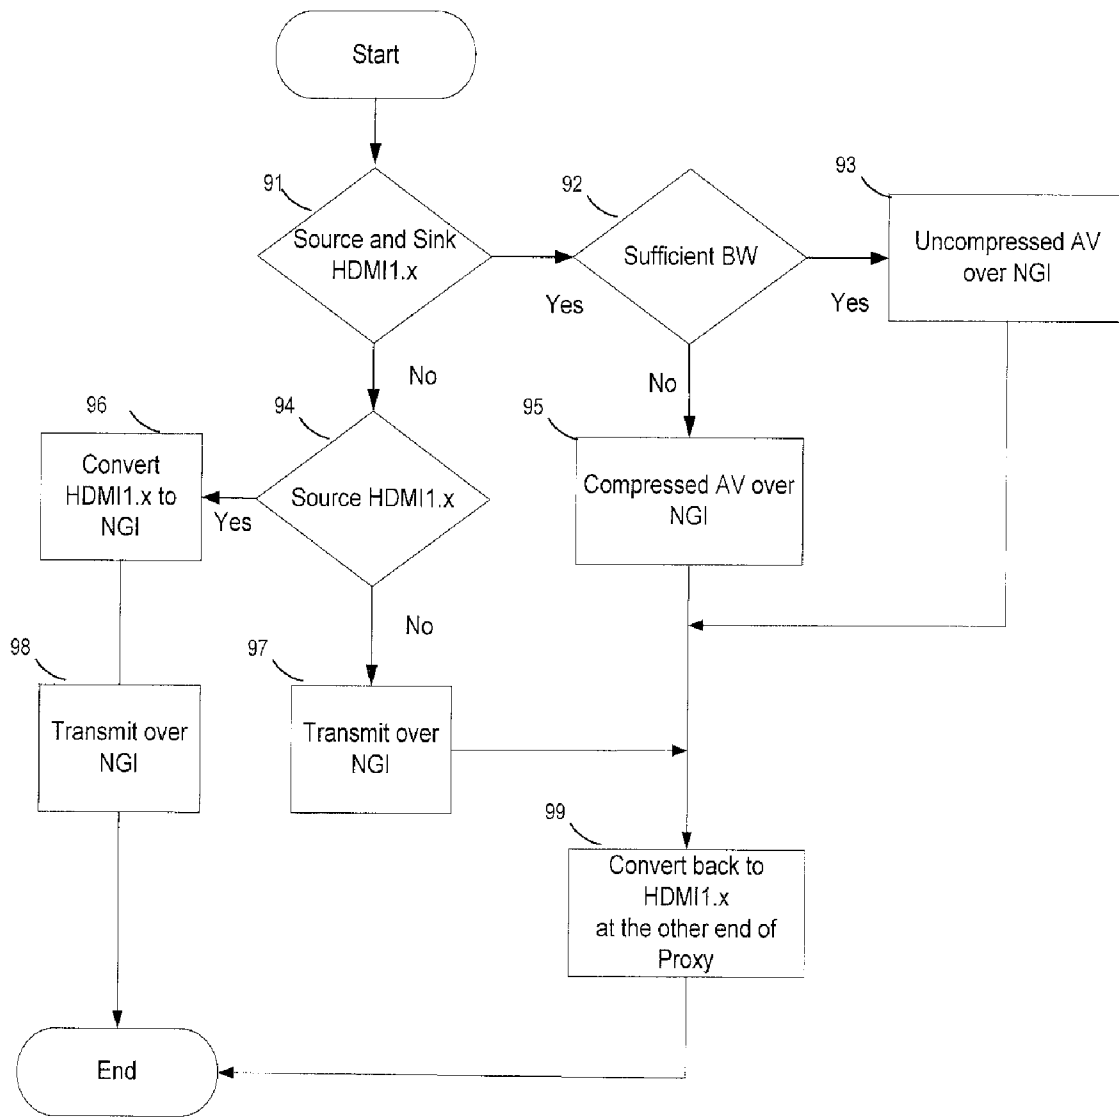 Start
91
Source and Sink
HDMI1.x
Yes
92
Sufficient BW
Yes
93
Uncompressed AV
over NGI
No
No
96
Convert
HDMI1.x to
NGI
94
Source HDMI1.x
Yes
95
Compressed AV over
NGI
No
98
Transmit over
NGI
97
Transmit over
NGI
99
Convert back to
HDMI1.x
at the other end of
Proxy
End